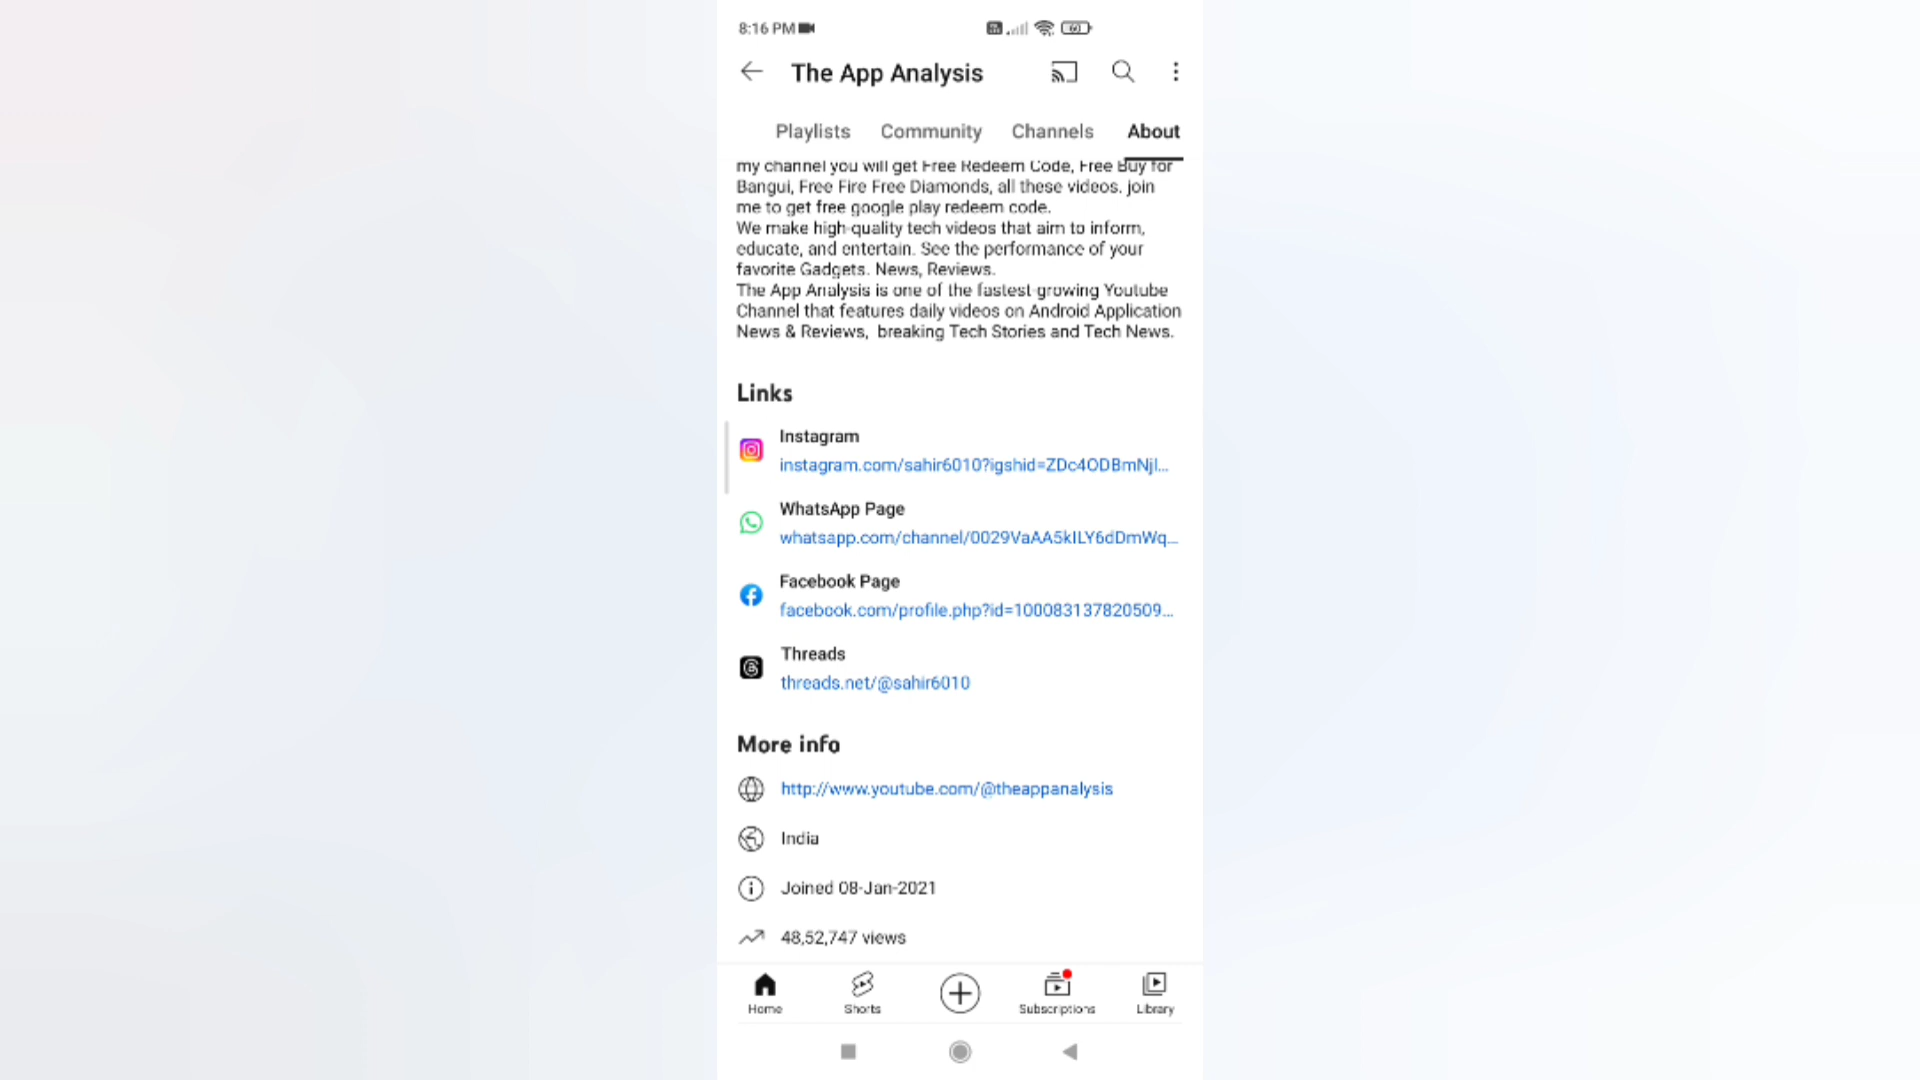 8:16 PM
60
The App Analysis
Playlists Community Channels About
my channel you will get Free Redeem Code, Free Buy for
Bangui, Free Fire Free Diamonds, all these videos. join
me to get free google play redeem code.
We make high-quality tech videos that aim to inform,
educate, and entertain. See the performance of your
favorite Gadgets. News, Reviews.
The App Analysis is one of the fastest-growing Youtube
Channel that features daily videos on Android Application
News & Reviews,  breaking Tech Stories and Tech News.
Links
Instagram
instagram.com/sahir6010?igshid=ZDc4ODBmNjl...
WhatsApp Page
whatsapp.com/channel/0029VaAA5kILY6dDmWq...
Facebook Page
facebook.com/profile.php?id=100083137820509...
Threads
threads.net/@sahir6010
More info
http://www.youtube.com/@theappanalysis
India
Joined 08-Jan-2021
48,52,747 views
Home Shorts Subscriptions Library